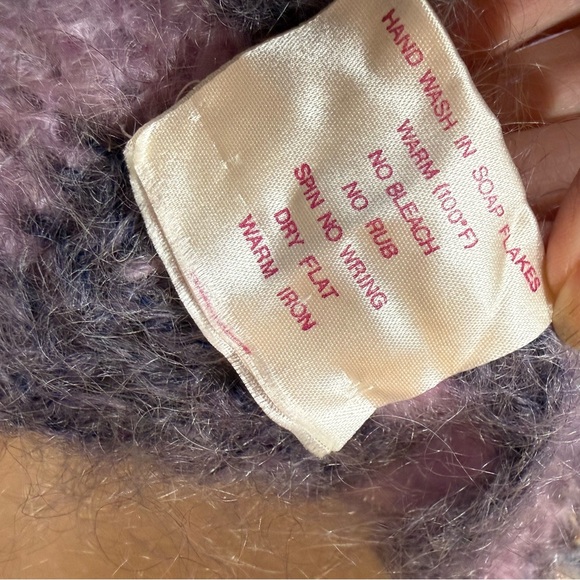 HAND WASH IN SOAP FLAKES
WARM (100°F)
NO BLEACH
NO RUB
SPIN NO WRING
DRY FLAT
WARM IRON